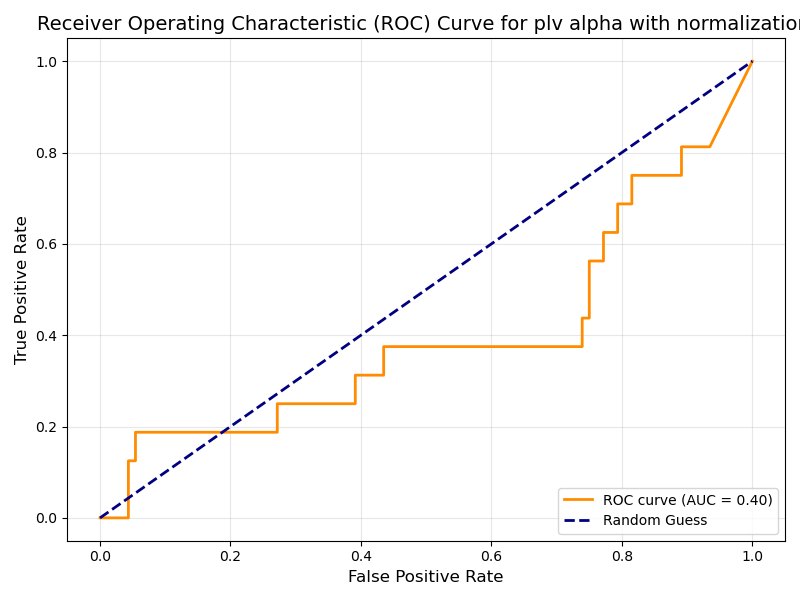 Receiver Operating Characteristic (ROC) Curve for plv alpha with normalization
1.0
0.8
0.6
0.4
0.2
0.0
True Positive Rate
0.0 0.2 0.4 0.6 0.8 1.0
False Positive Rate
ROC curve (AUC = 0.40)
Random Guess